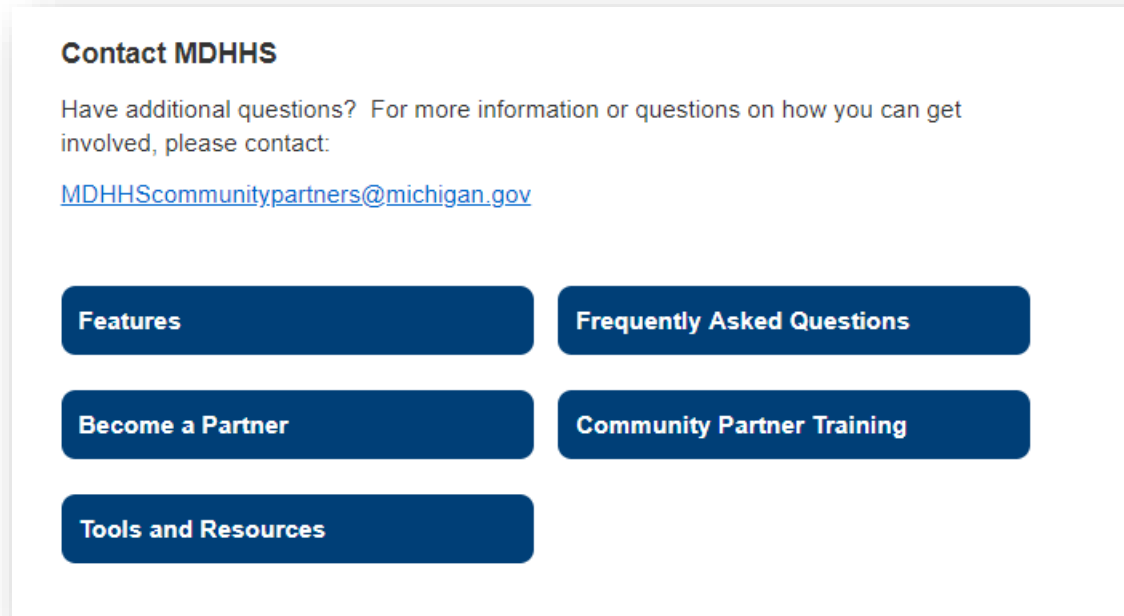 Contact MDHHS
Have additional questions?  For more information or questions on how you can get
involved, please contact:
MDHHScommunitypartners@michigan.gov
Features
Frequently Asked Questions
Become a Partner
Community Partner Training
Tools and Resources